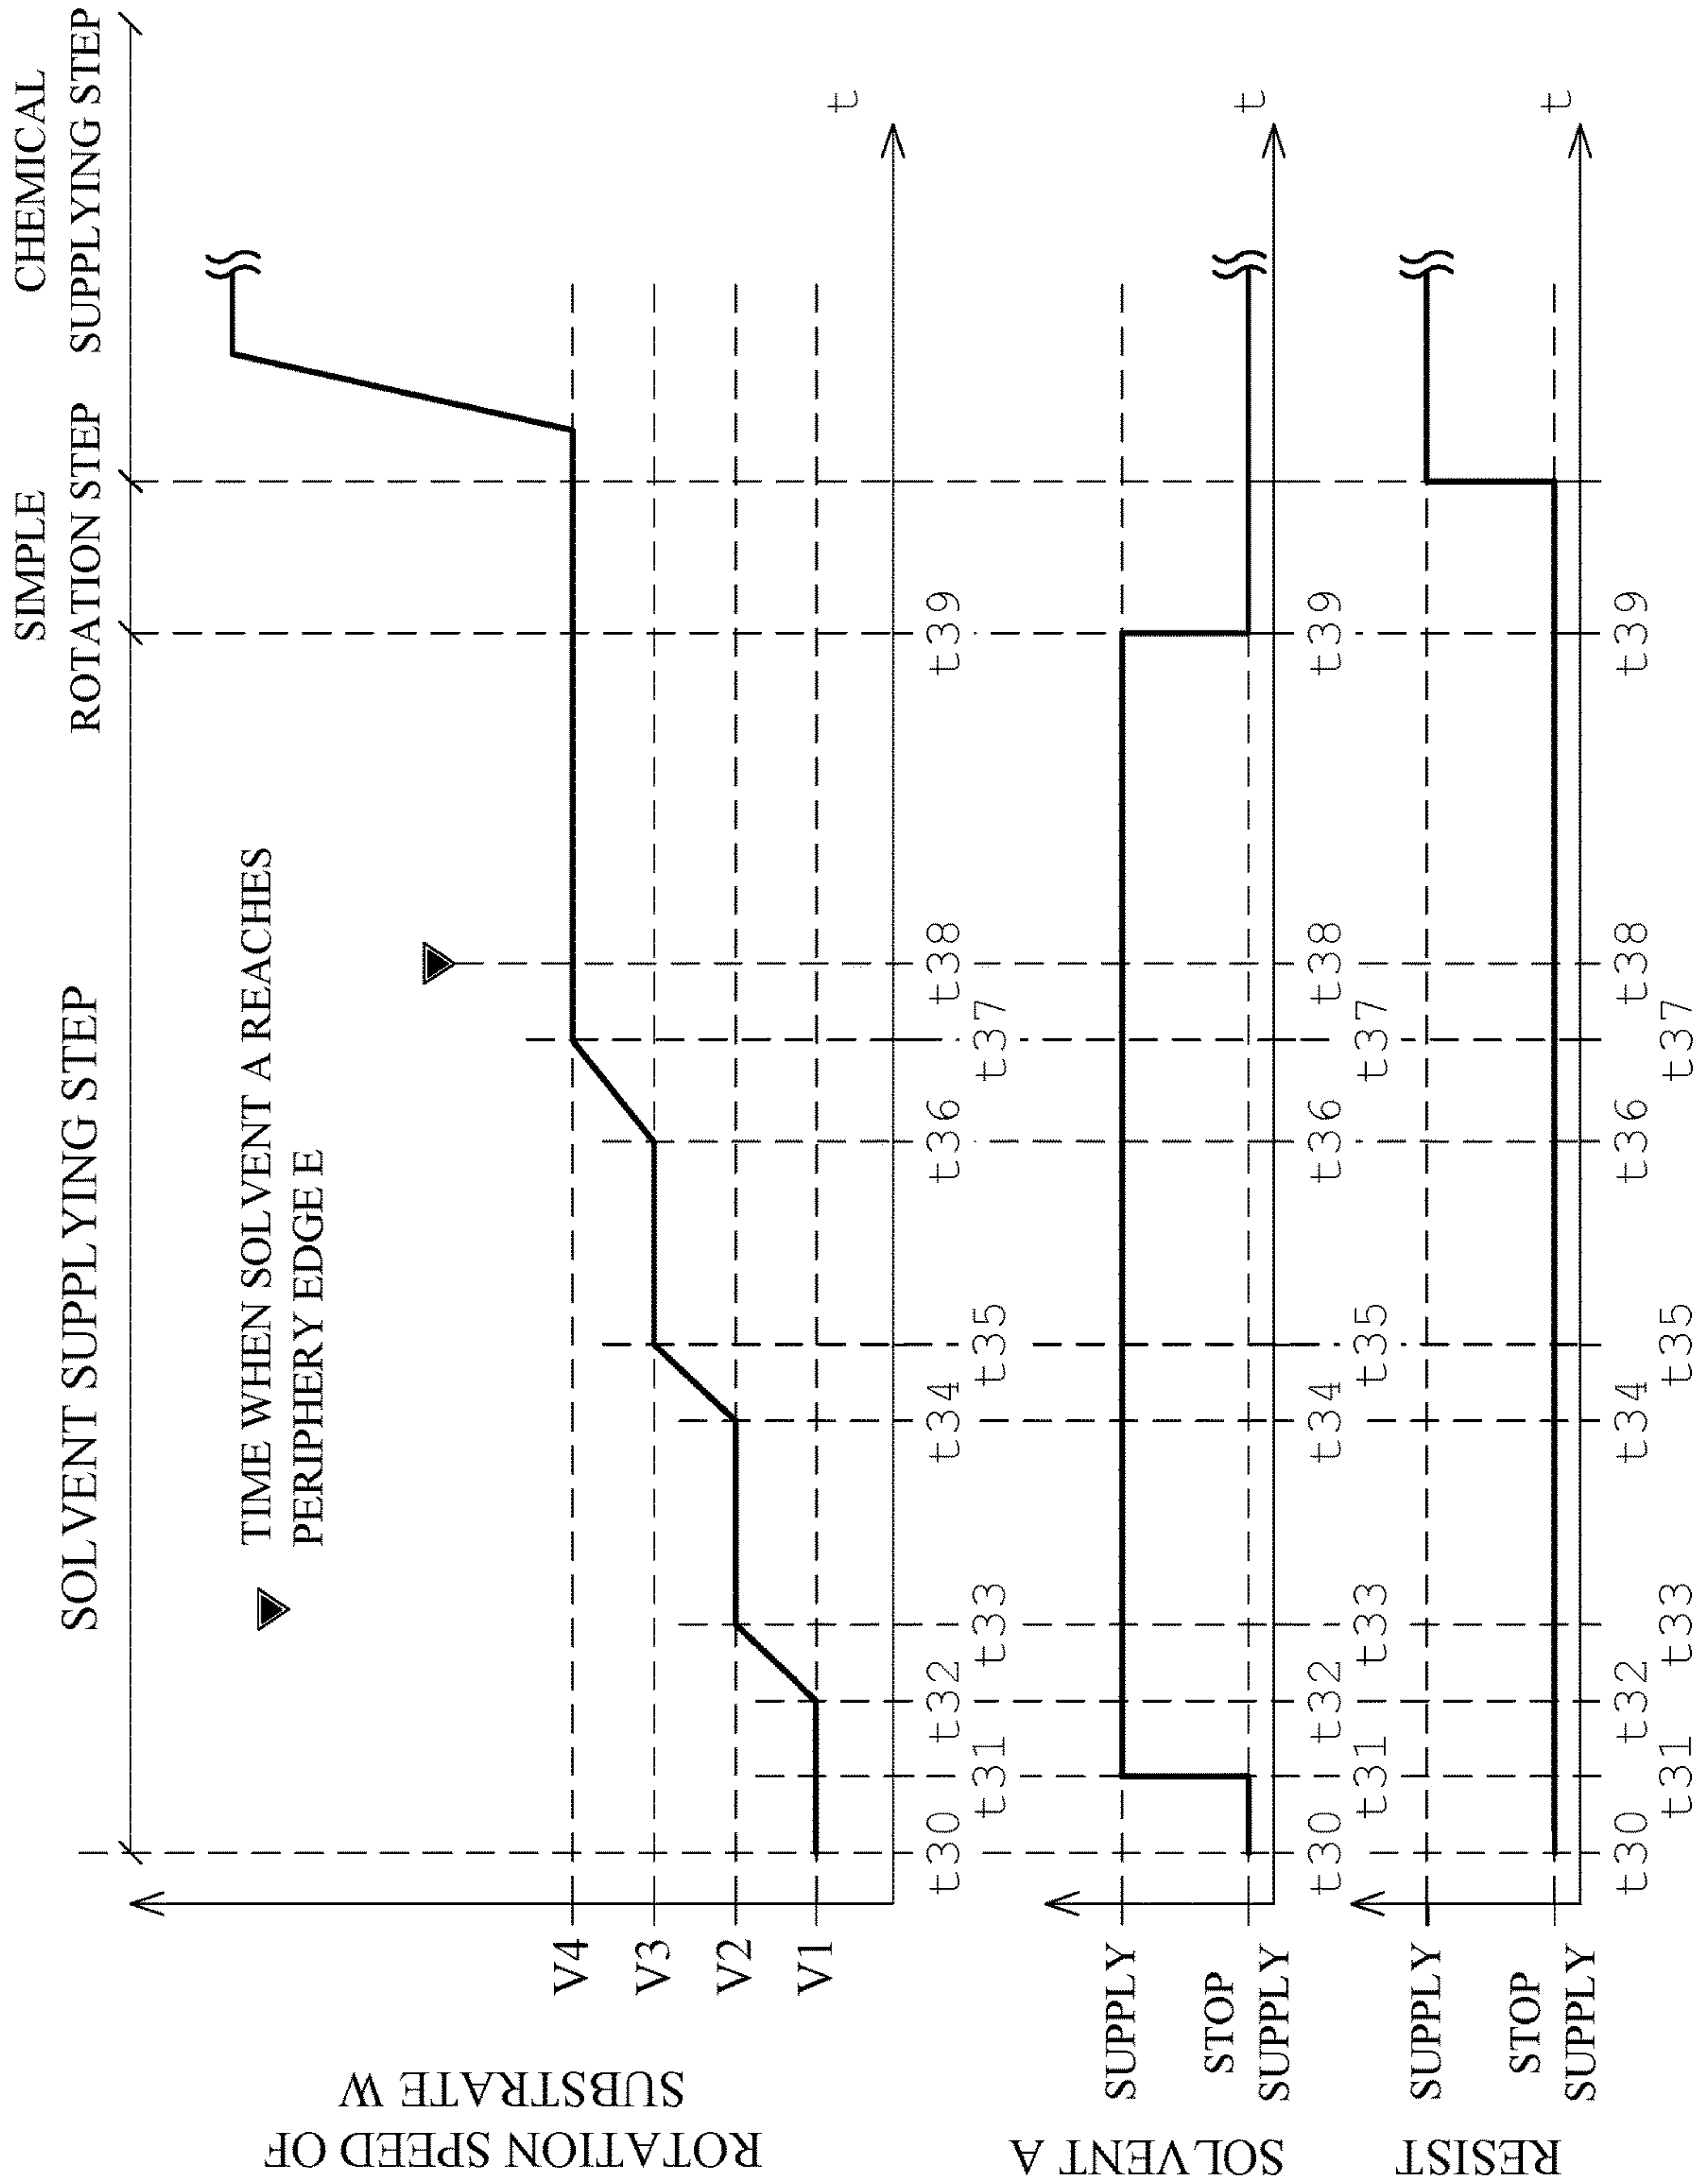 SOLVENT SUPPLYING STEP
SIMPLE
ROTATION STEP
CHEMICAL
SUPPLYING STEP
TIME WHEN SOLVENT A REACHES
PERIPHERY EDGE E
ROTATION SPEED OF
SUBSTRATE W
V4
V3
V2
V1
t
t30 t32 t34 t36 t38 t39
t31 t33 t35 t37
SOLVENT A
SUPPLY
STOP
SUPPLY
t
t30 t32 t34 t36 t38 t39
t31 t33 t35 t37
RESIST
SUPPLY
STOP
SUPPLY
t
t30 t32 t34 t36 t38 t39
t31 t33 t35 t37